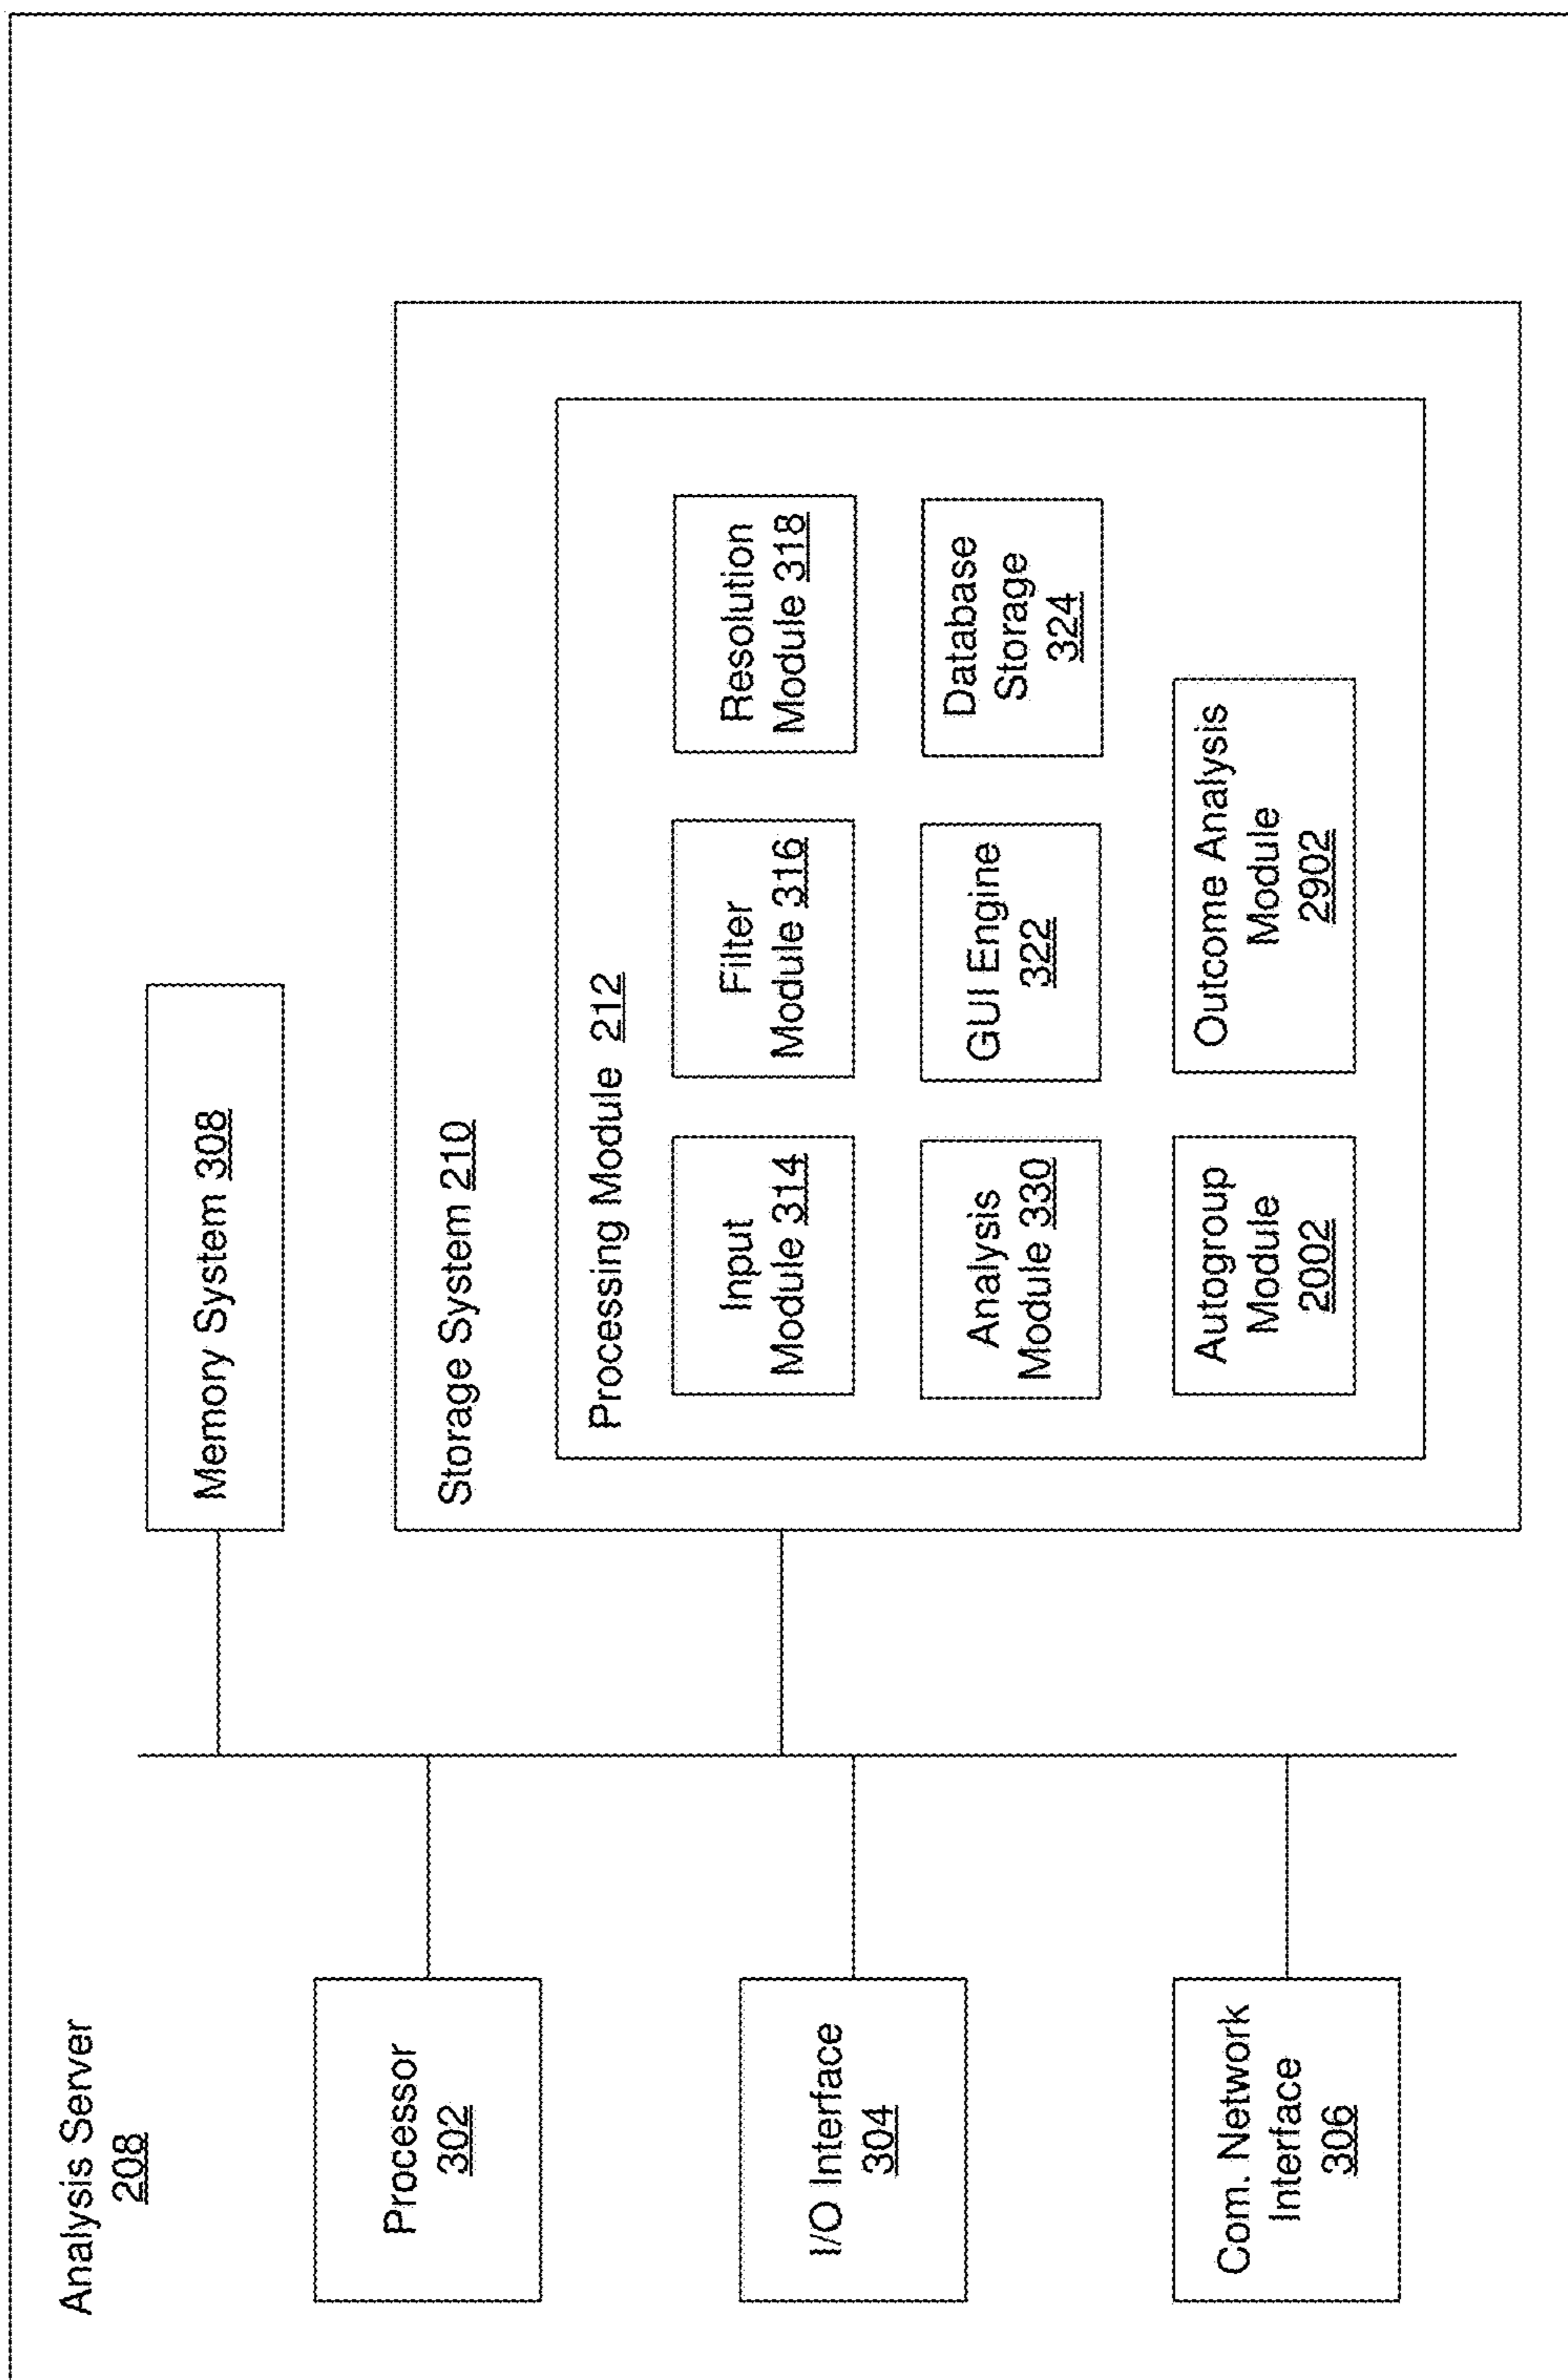 Analysis Server
208
Processor
302
I/O Interface
304
Com. Network
Interface
306
Memory System 308
Storage System 210
Processing Module 212
Input
Module 314
Filter
Module 316
Resolution
Module 318
Analysis
Module 330
GUI Engine
322
Database
Storage
324
Autogroup
Module
2002
Outcome Analysis
Module
2902